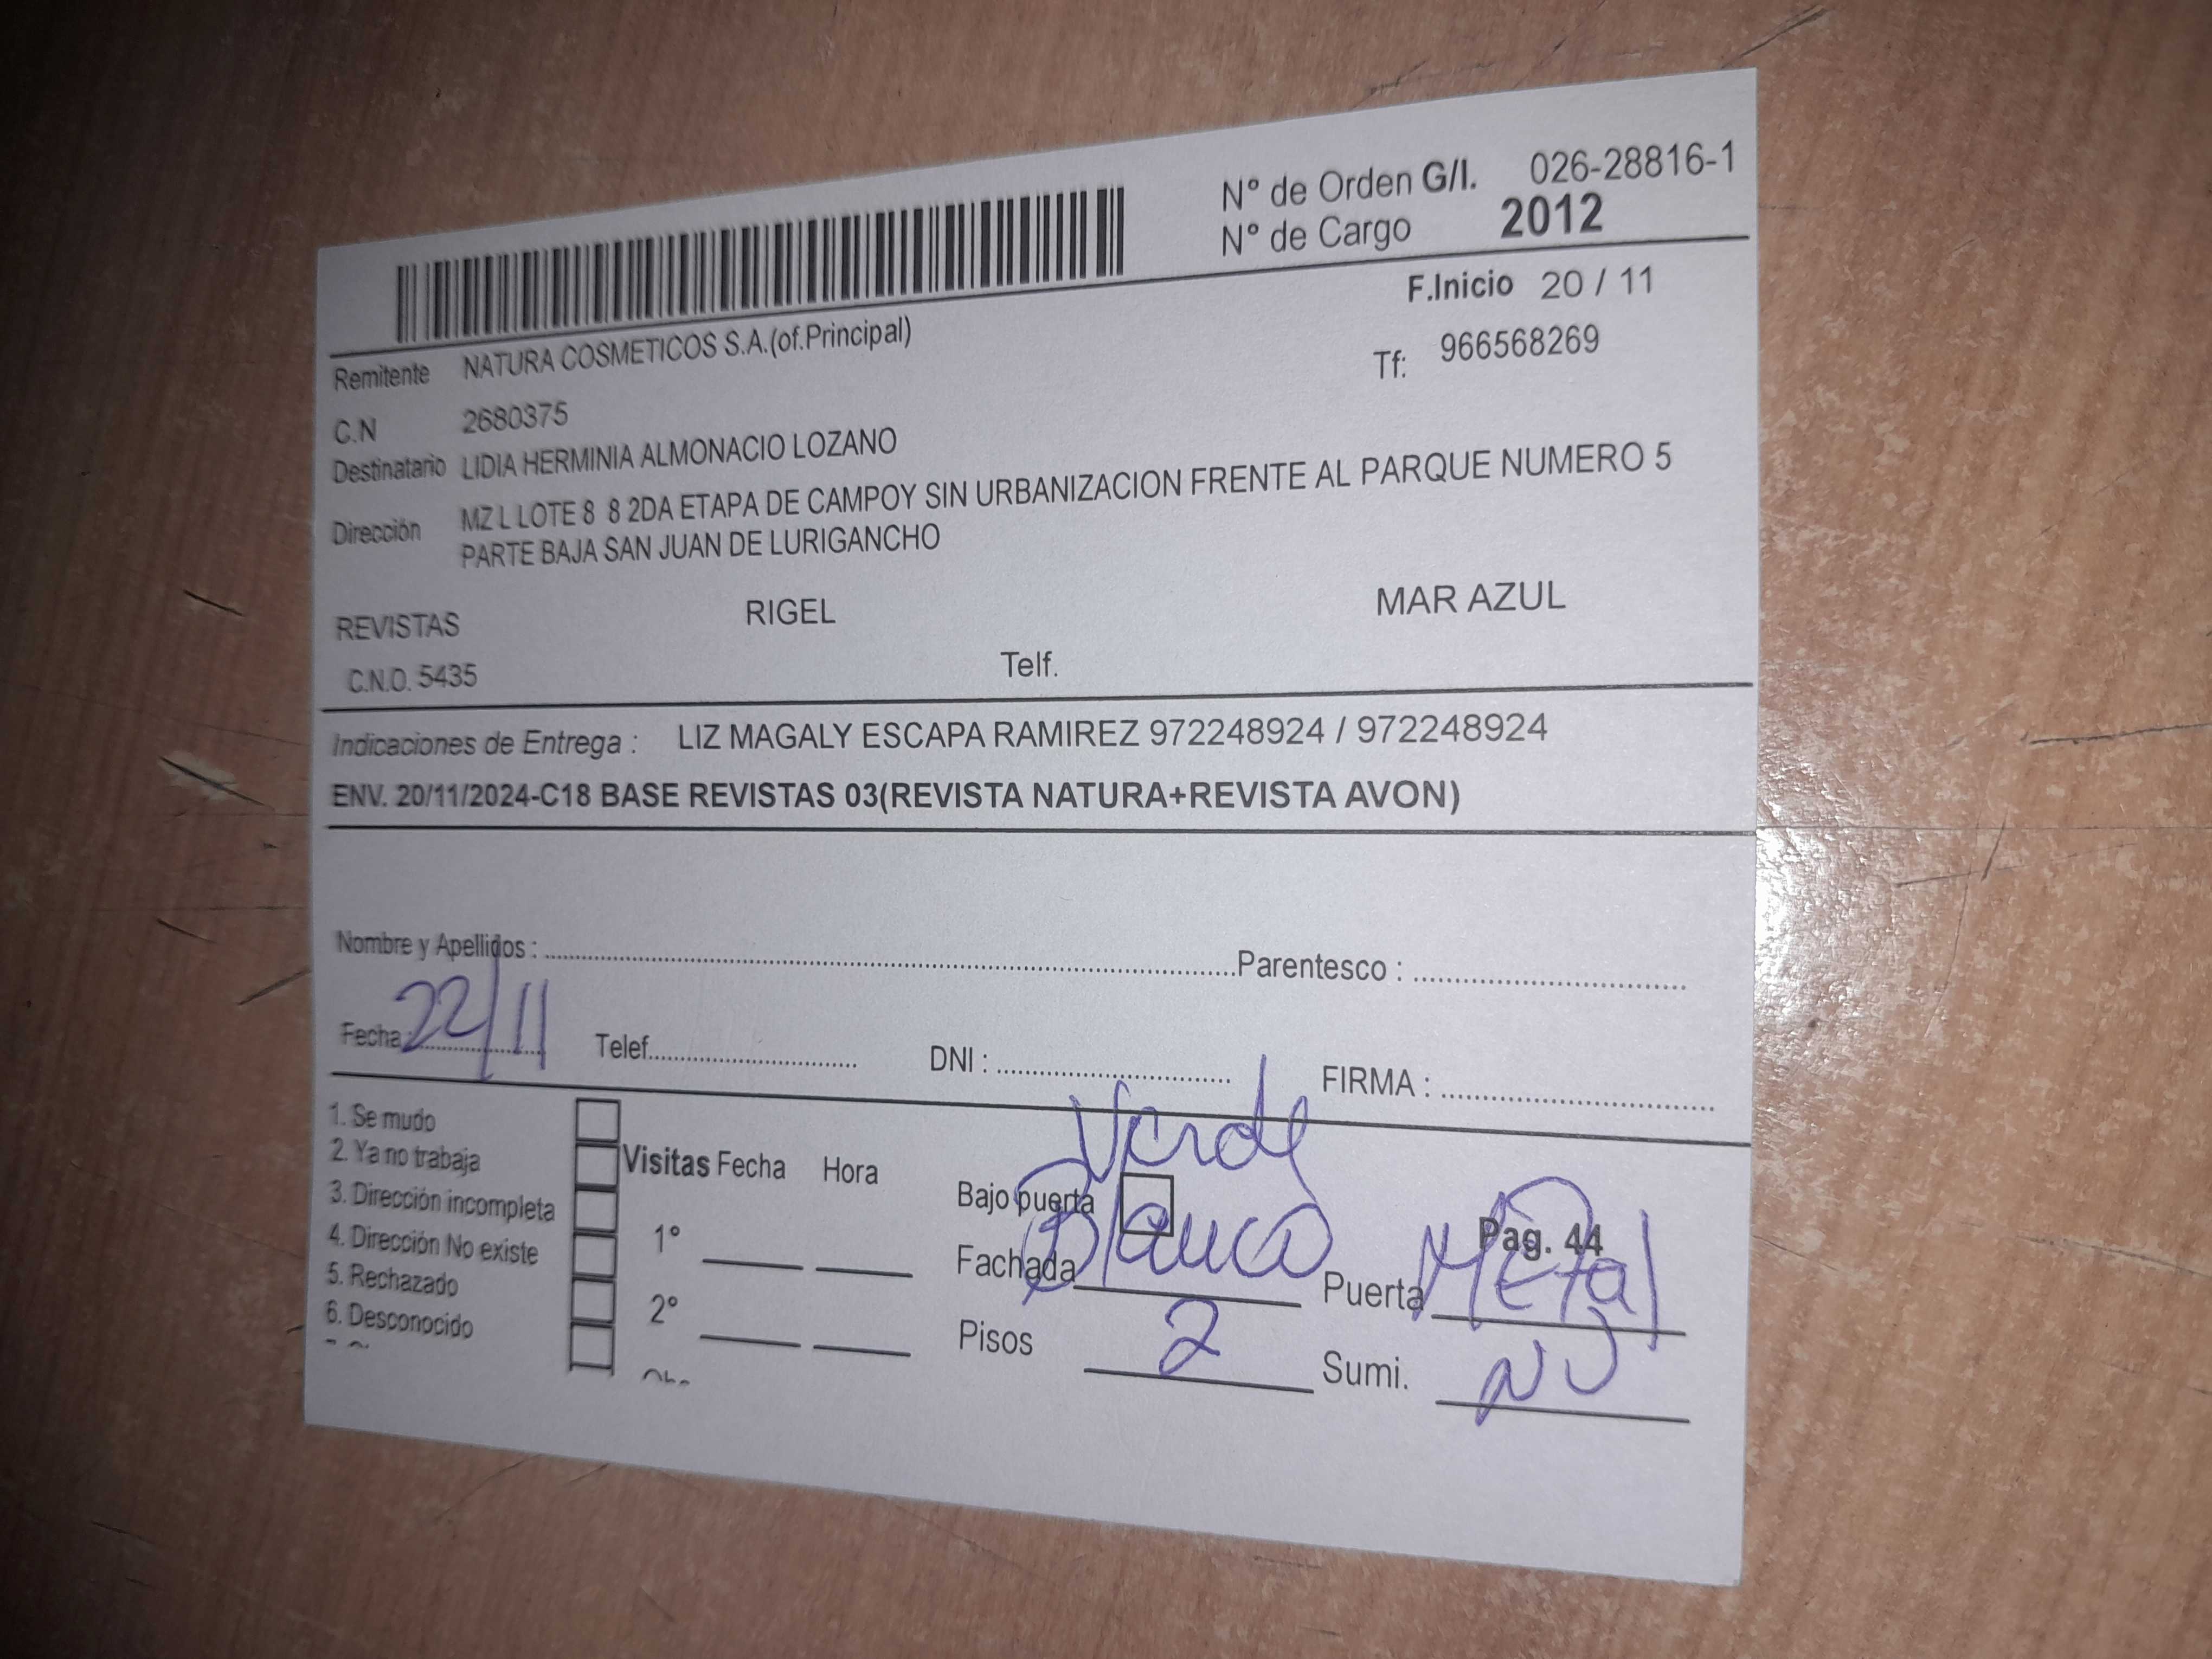 N° de Orden G/I. 026-28816-1
N° de Cargo 2012
F.Inicio 20 / 11
Remitente NATURA COSMETICOS S.A.(of.Principal)
Tf: 966568269
C.N 2680375
Destinatario LIDIA HERMINIA ALMONACIO LOZANO
Dirección MZ L LOTE 8 8 2DA ETAPA DE CAMPOY SIN URBANIZACION FRENTE AL PARQUE NUMERO 5
PARTE BAJA SAN JUAN DE LURIGANCHO
REVISTAS RIGEL MAR AZUL
C.N.O. 5435 Telf.
Indicaciones de Entrega : LIZ MAGALY ESCAPA RAMIREZ 972248924 / 972248924
ENV. 20/11/2024-C18 BASE REVISTAS 03(REVISTA NATURA+REVISTA AVON)
Nombre y Apellidos : Parentesco :
Fecha: 22/11 Telef. DNI : FIRMA :
1. Se mudo
2. Ya no trabaja
3. Dirección incompleta
4. Dirección No existe
5. Rechazado
6. Desconocido
Visitas Fecha Hora
1°
2°
Verde
Bajo puerta
Fachada Blanco
Pisos 2
Pag. 44
Puerta Metal
Sumi. NO